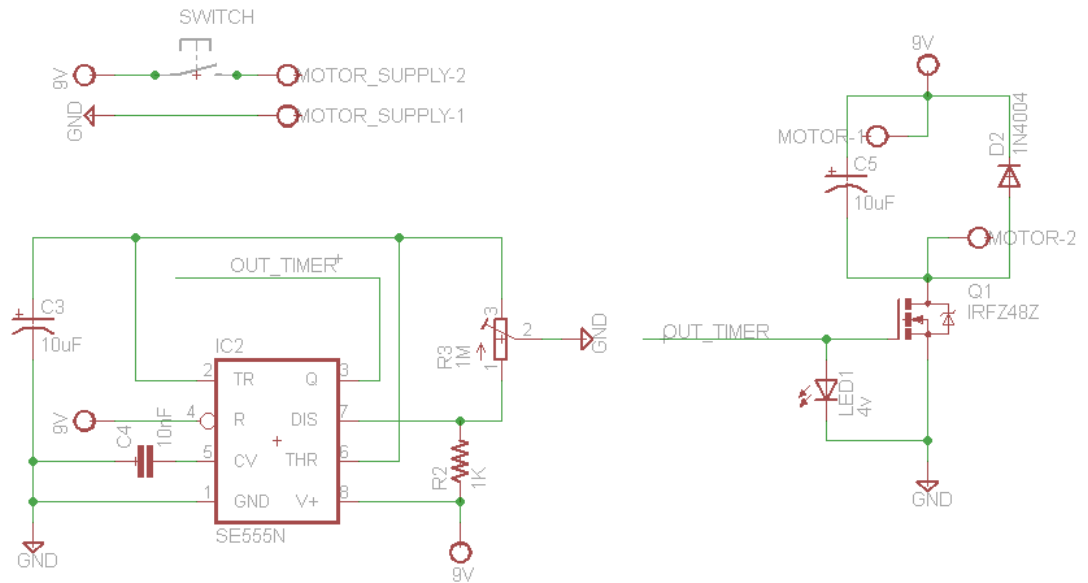 SWITCH
9V
MOTOR_SUPPLY-2
GND
MOTOR_SUPPLY-1
9V
MOTOR-1
C5
10uF
D2
1N4004
MOTOR-2
Q1
IRFZ48Z
OUT_TIMER
LED1
4v
GND
OUT_TIMER
C3
10uF
IC2
2 TR Q 3
4 R DIS 7
5 CV THR 6
1 GND V+ 8
SE555N
9V
C4
10nF
GND
R3
1M
3
2
1
GND
R2
1K
9V